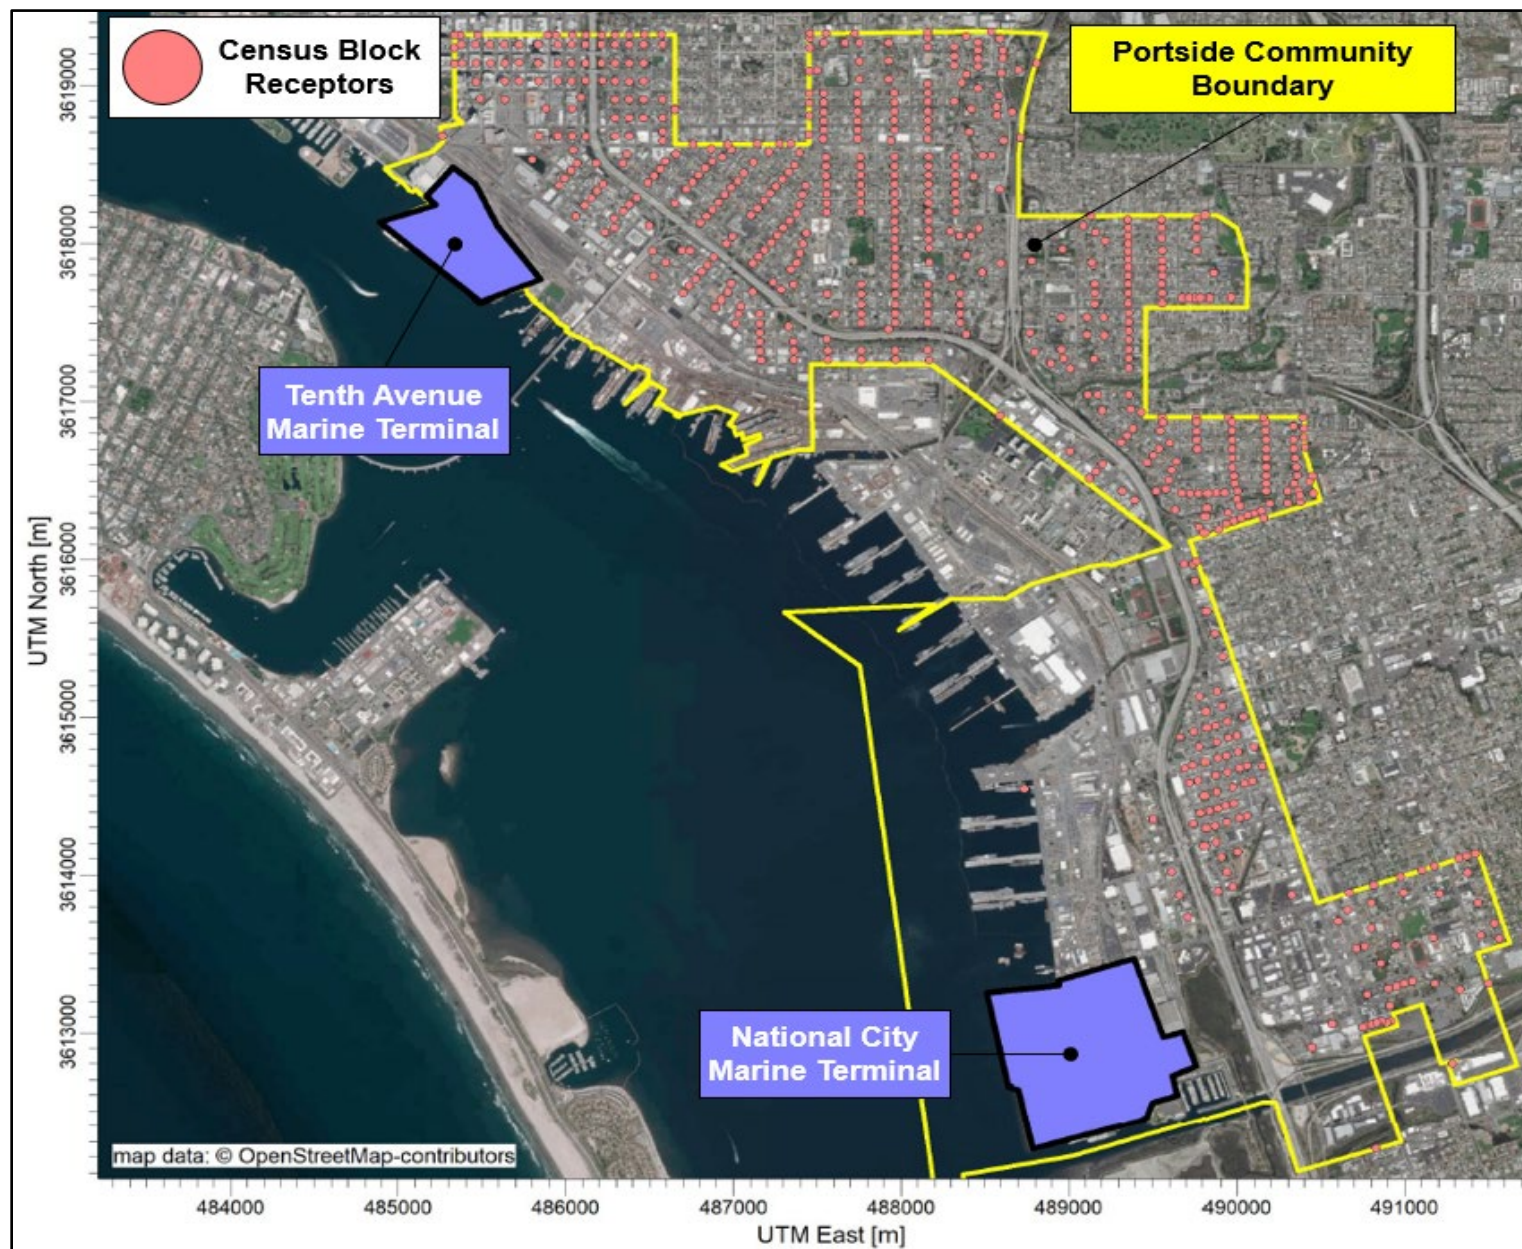 Census Block
Receptors
Portside Community
Boundary
Tenth Avenue
Marine Terminal
National City
Marine Terminal
map data: © OpenStreetMap-contributors
UTM North [m]
3619000
3618000
3617000
3616000
3615000
3614000
3613000
484000
485000
486000
487000
488000
489000
490000
491000
UTM East [m]